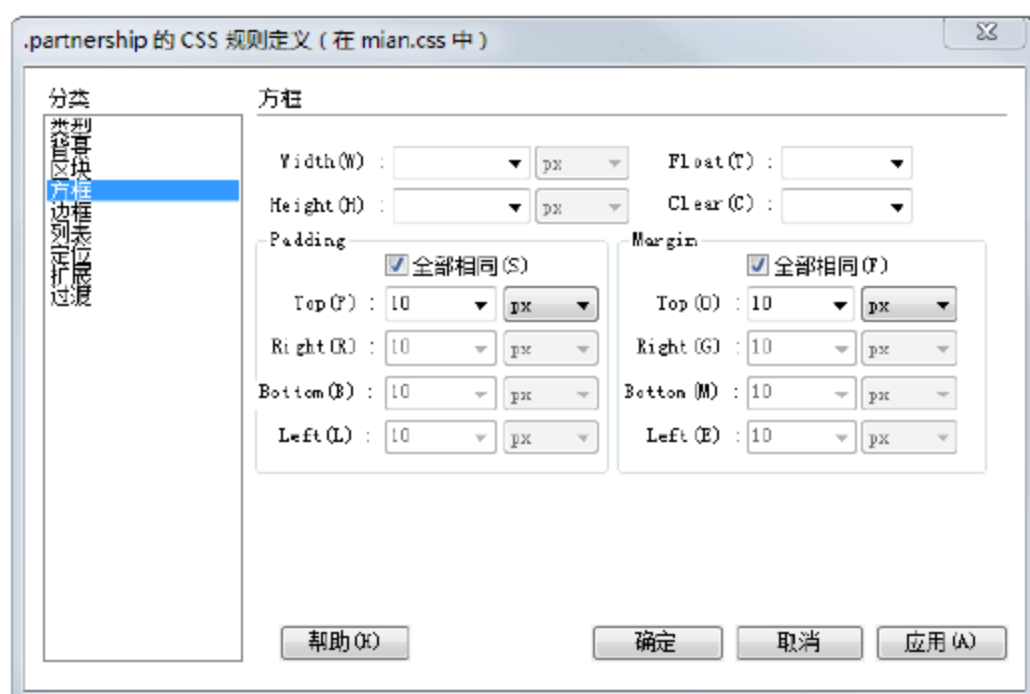 .partnership 的 CSS 规则定义 ( 在 mian.css 中 )
分类
类型
背景
区块
方框
边框
列表
定位
扩展
过渡
方框
Width(W) : px Float(T) :
Height(H) : px Clear(C) :
Padding Margin
全部相同(S) 全部相同(F)
Top(P) : 10 px Top(O) : 10 px
Right(R) : 10 px Right(G) : 10 px
Bottom(B) : 10 px Bottom(M) : 10 px
Left(L) : 10 px Left(E) : 10 px
帮助(H) 确定 取消 应用(A)